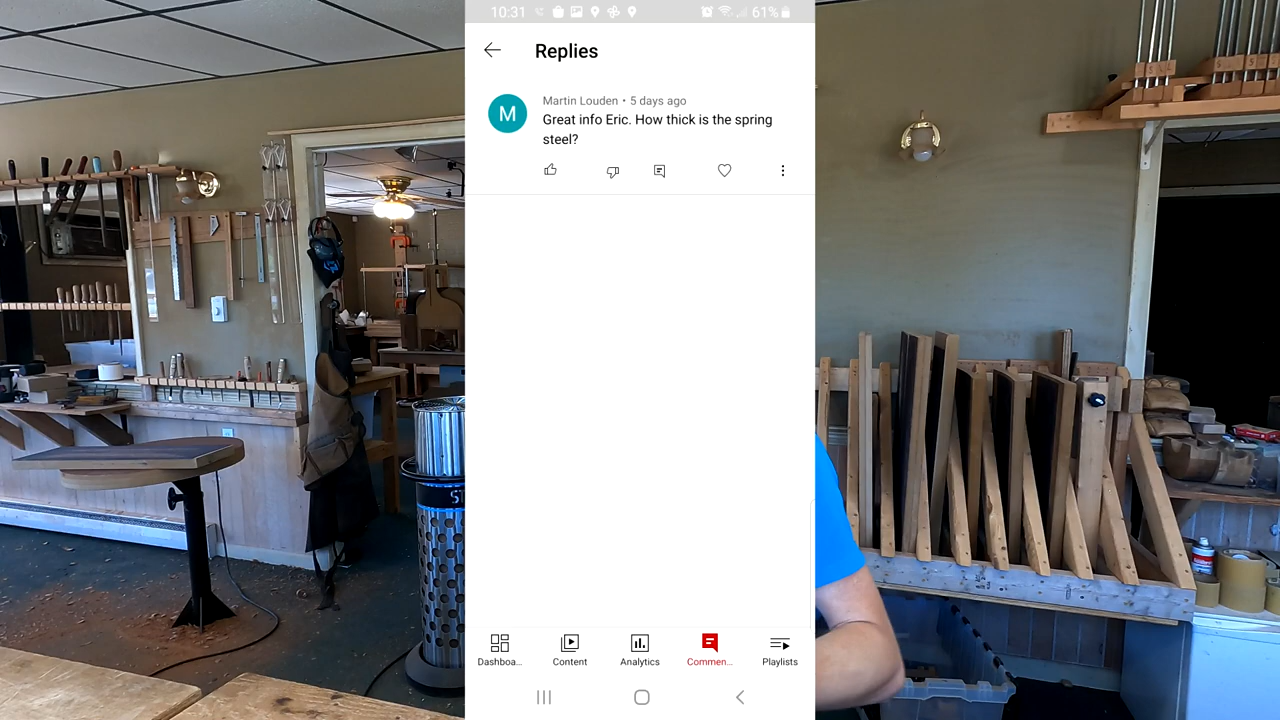 10:31
61%
Replies
M
Martin Louden • 5 days ago
Great info Eric. How thick is the spring
steel?
Dashboa...
Content
Analytics
Commen...
Playlists
ST